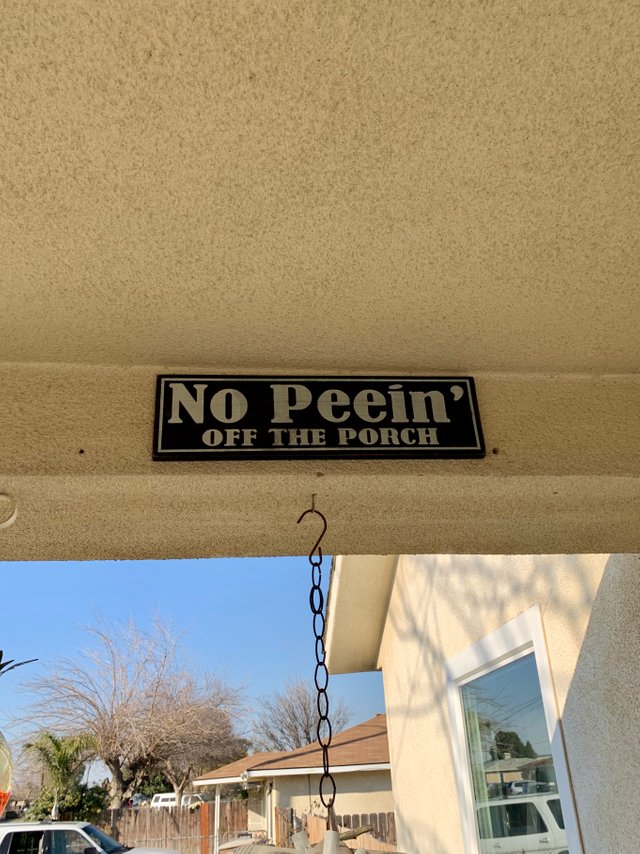 No Peein'
OFF THE PORCH